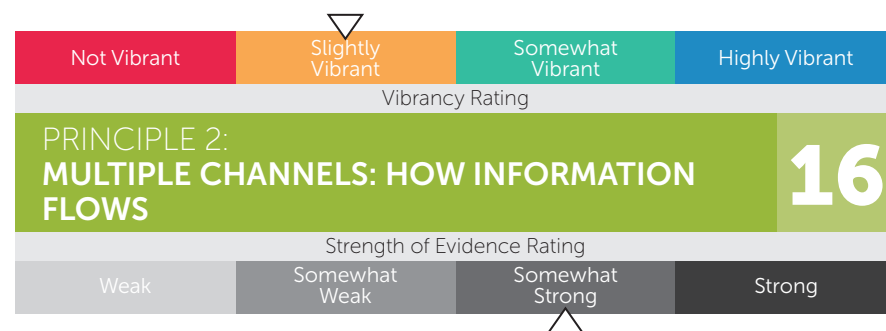 Not Vibrant
Slightly
Vibrant
Somewhat
Vibrant
Highly Vibrant
Vibrancy Rating
PRINCIPLE 2:
MULTIPLE CHANNELS: HOW INFORMATION
FLOWS
16
Strength of Evidence Rating
Weak
Somewhat
Weak
Somewhat
Strong
Strong